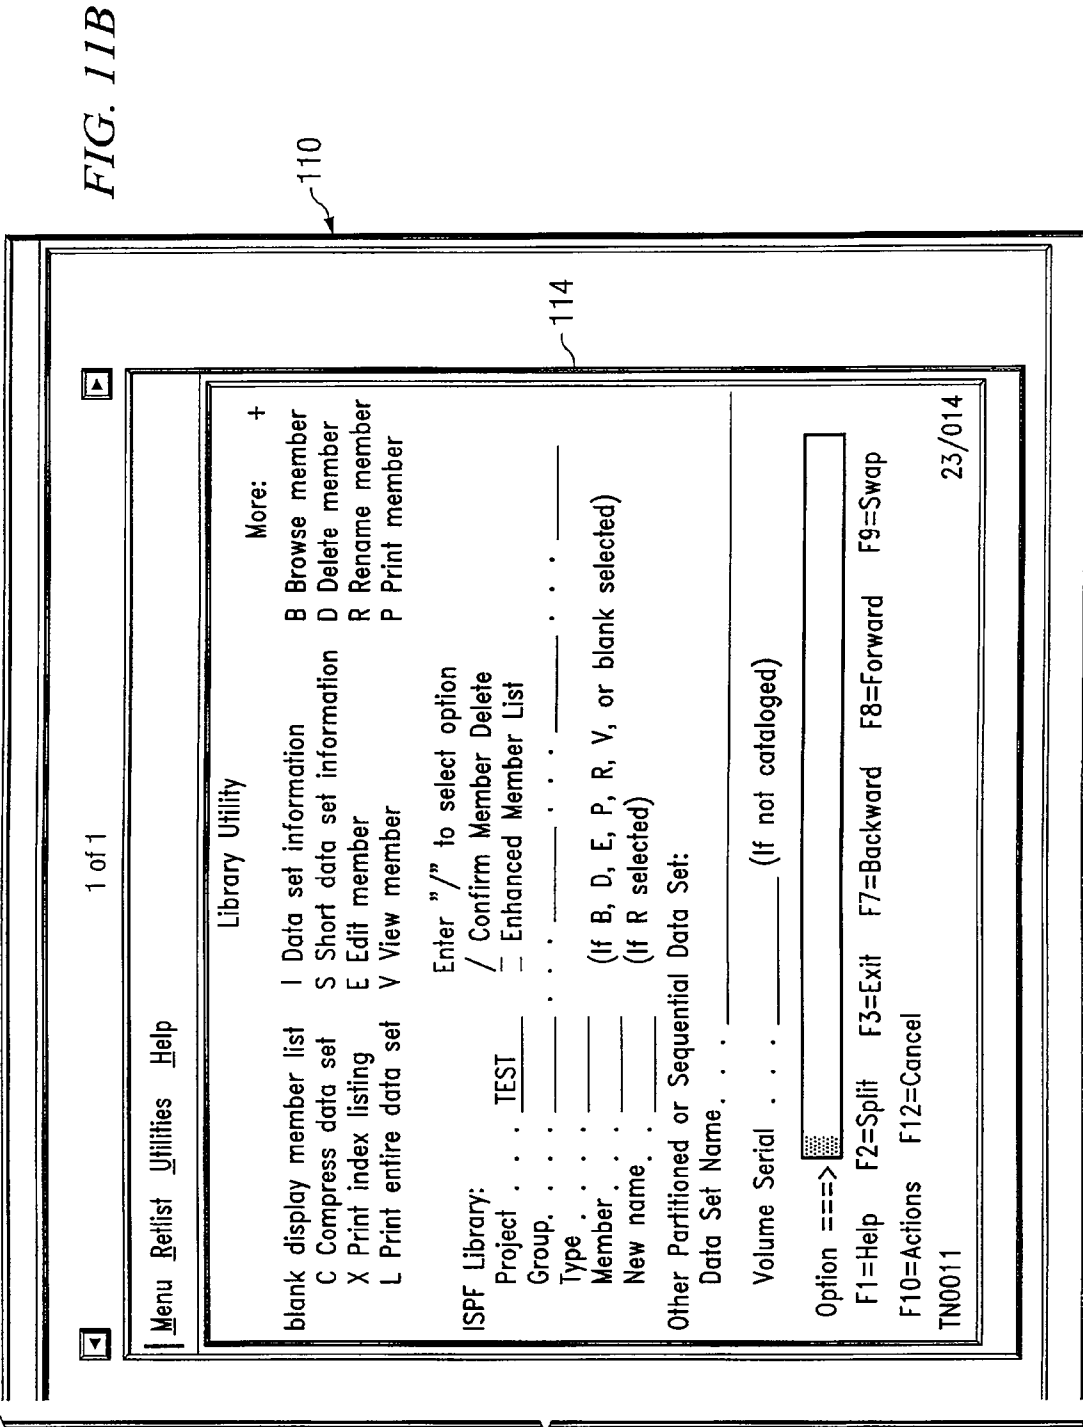 FIG. 11B
110
114
1 of 1
Menu Retlist Utilities Help
Library Utility
More: +
blank display member list I Data set information B Browse member
C Compress data set S Short data set information D Delete member
X Print index listing E Edit member R Rename member
L Print entire data set V View member P Print member
Enter "/" to select option
ISPF Library: / Confirm Member Delete
Project . . . . TEST _ Enhanced Member List
Group. . . . . . . . . . . . . .
Type . . . . .
Member . . . . (If B, D, E, P, R, V, or blank selected)
New name. . (If R selected)
Other Partitioned or Sequential Data Set:
Data Set Name. . .
Volume Serial . . . . (If not cataloged)
Option ===>
F1=Help F2=Split F3=Exit F7=Backward F8=Forward F9=Swap
F10=Actions F12=Cancel
TN0011 23/014